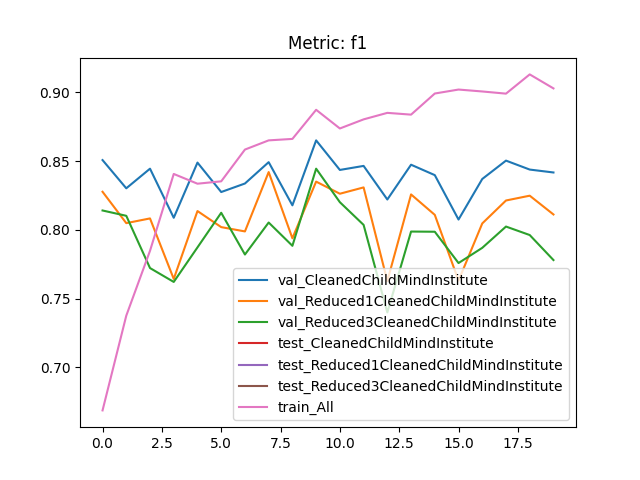 Metric: f1
0.90
0.85
0.80
0.75
0.70
val_CleanedChildMindInstitute
val_Reduced1CleanedChildMindInstitute
val_Reduced3CleanedChildMindInstitute
test_CleanedChildMindInstitute
test_Reduced1CleanedChildMindInstitute
test_Reduced3CleanedChildMindInstitute
train_All
0.0 2.5 5.0 7.5 10.0 12.5 15.0 17.5